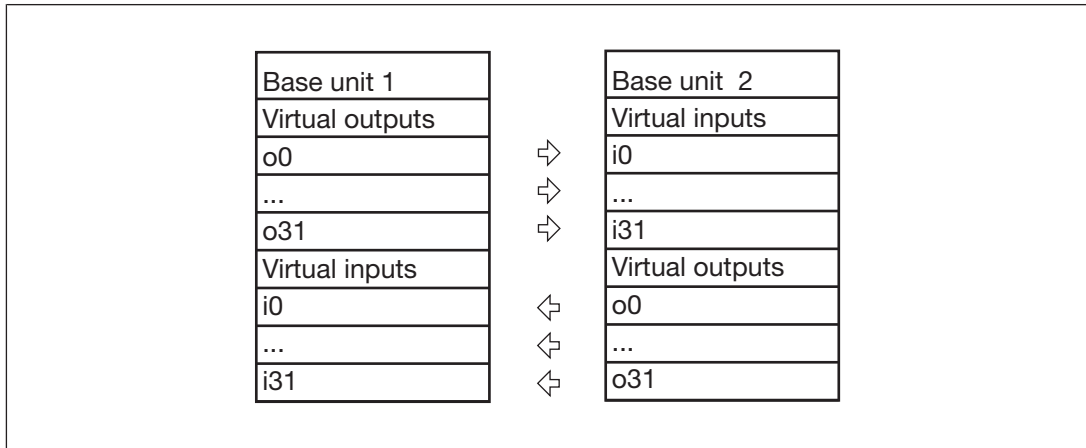 Base unit 1
Virtual outputs
o0
...
o31
Virtual inputs
i0
...
i31
Base unit 2
Virtual inputs
i0
...
i31
Virtual outputs
o0
...
o31